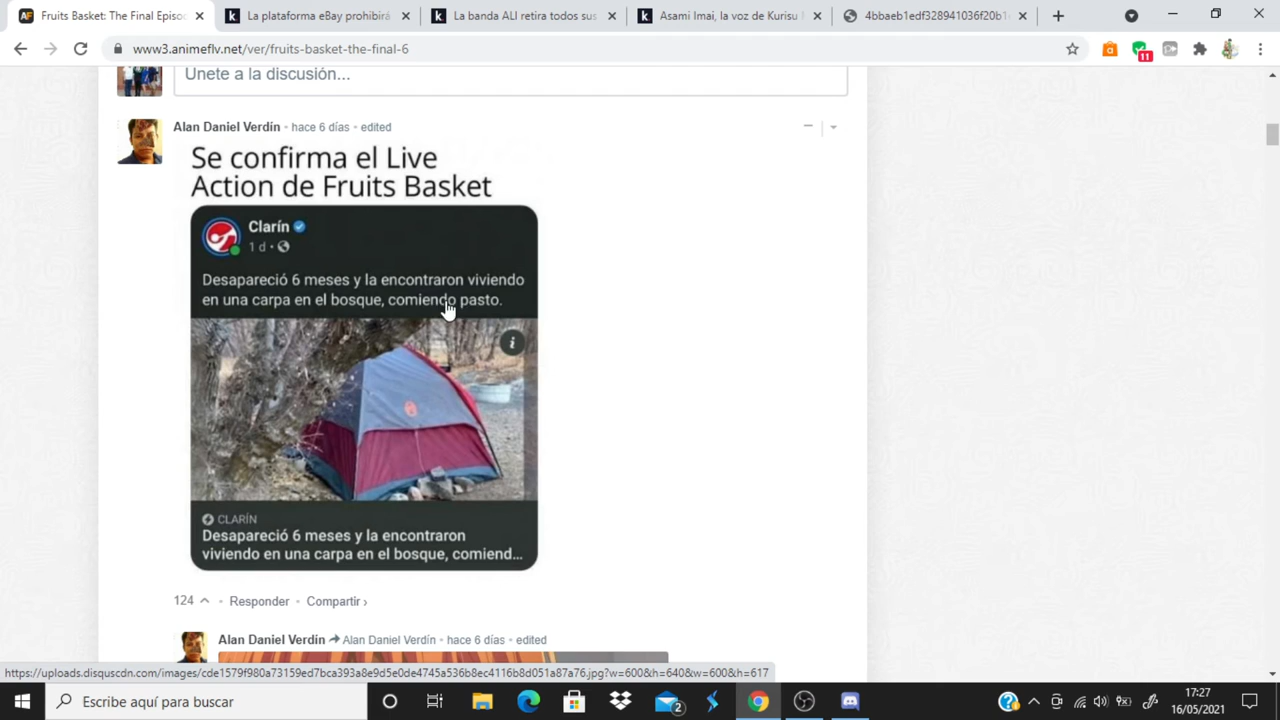 Fruits Basket: The Final Episod
La plataforma eBay prohibirá
La banda ALI retira todos sus
Asami Imai, la voz de Kurisu
4bbaeb1edf328941036f20b1
www3.animeflv.net/ver/fruits-basket-the-final-6
11
Unete a la discusión...
Alan Daniel Verdín • hace 6 días • edited
Se confirma el Live
Action de Fruits Basket
Clarín
1 d •
Desapareció 6 meses y la encontraron viviendo
en una carpa en el bosque, comiendo pasto.
i
CLARÍN
Desapareció 6 meses y la encontraron
viviendo en una carpa en el bosque, comiend...
124 • Responder • Compartir ›
Alan Daniel Verdín Alan Daniel Verdín • hace 6 días • edited
https://uploads.disquscdn.com/images/cde1579f980a73159ed7bca393a8e9d5e0de4745a536b8ec4116b8d051a87a76.jpg?w=600&h=640&w=600&h=617
Escribe aquí para buscar
2
17:27
16/05/2021